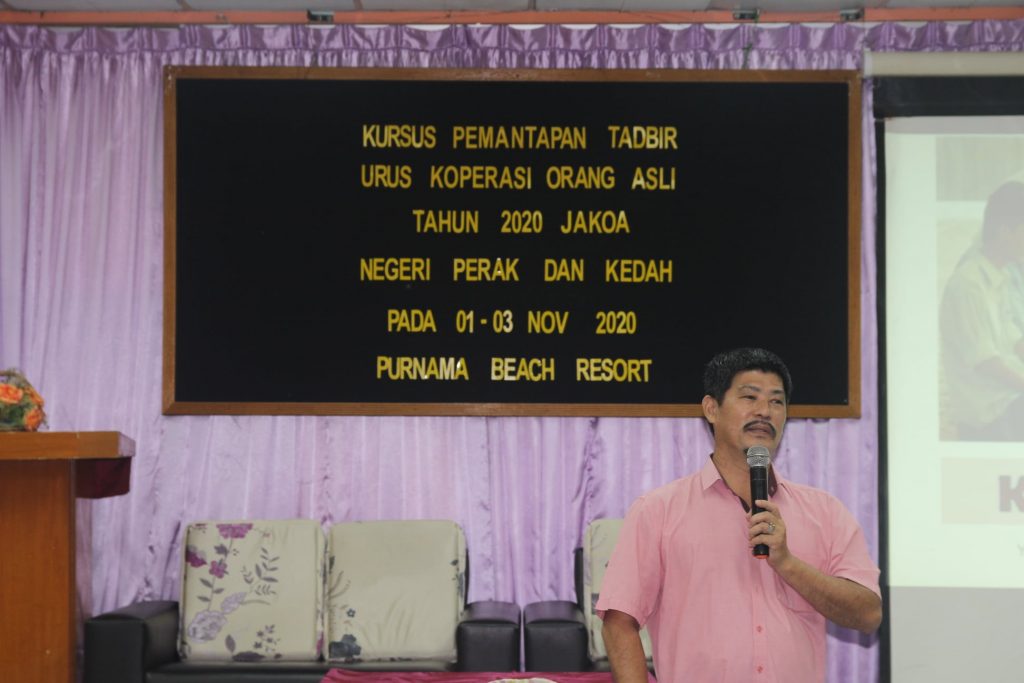 KURSUS PEMANTAPAN TADBIR
URUS KOPERASI ORANG ASLI
TAHUN 2020 JAKOA
NEGERI PERAK DAN KEDAH
PADA 01-03 NOV 2020
PURNAMA BEACH RESORT